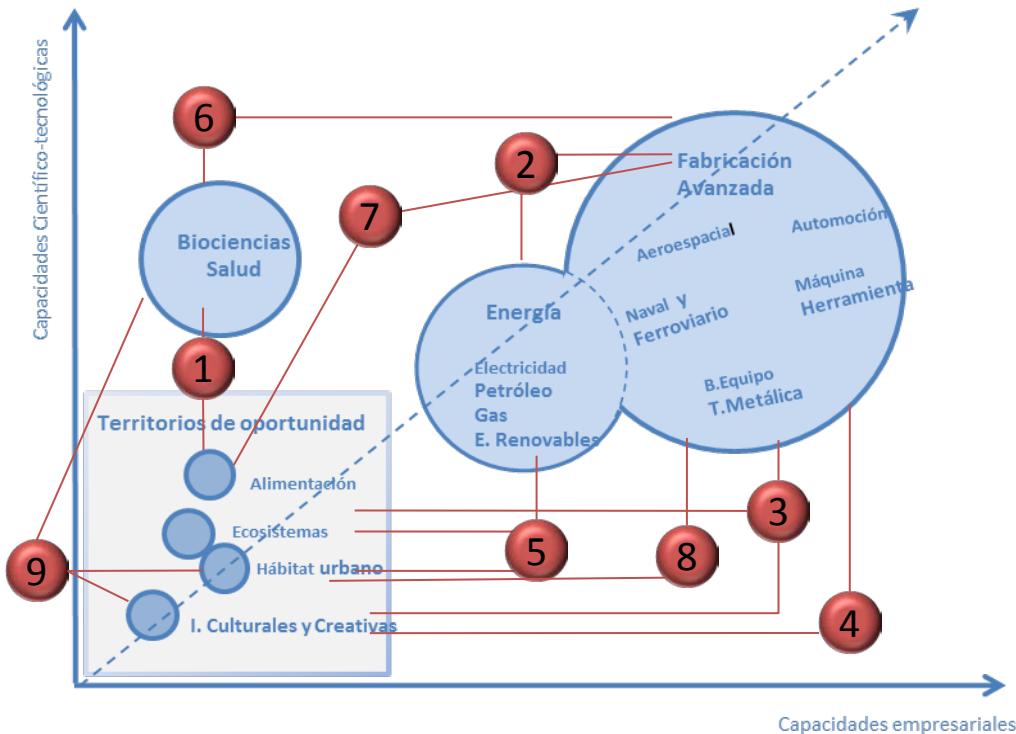 Capacidades Científico-tecnológicas
6
2
Fabricación
Avanzada
7
Automoción
Aeroespacial
Biociencias
Salud
Máquina
Herramienta
Naval y
Ferroviario
Energía
1
Electricidad
Petróleo
Gas
E. Renovables
B.Equipo
T.Metálica
Territorios de oportunidad
Alimentación
3
Ecosistemas
5
8
9
Hábitat urbano
I. Culturales y Creativas
4
Capacidades empresariales